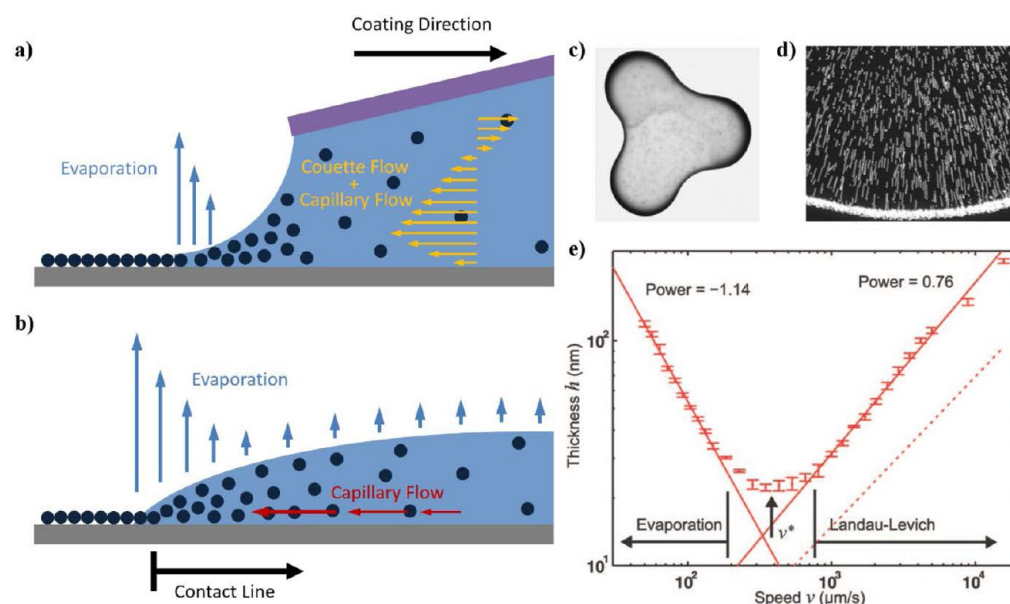 a)
Coating Direction
Evaporation
Couette Flow
+
Capillary Flow
b)
Evaporation
Capillary Flow
Contact Line
c)
d)
e)
Power = −1.14
Power = 0.76
Thickness h (nm)
10²
10¹
Evaporation
ν*
Landau-Levich
10²
10³
10⁴
Speed ν (μm/s)